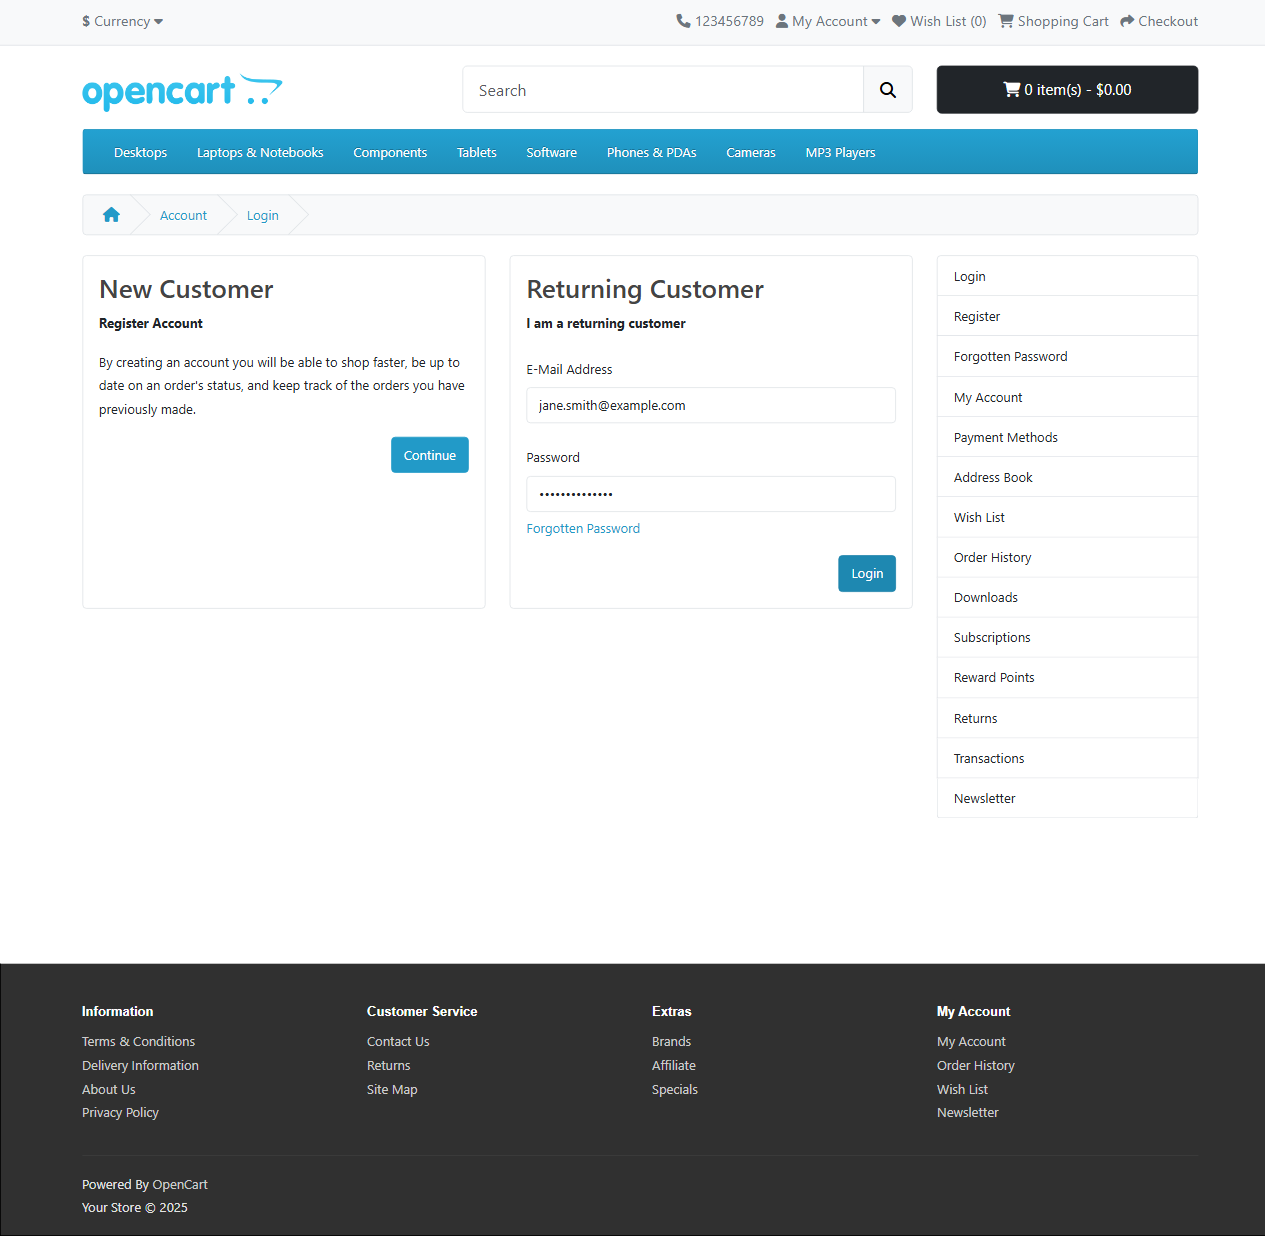 $ Currency
123456789 My Account Wish List (0) Shopping Cart Checkout
opencart
Search
0 item(s) - $0.00
Desktops Laptops & Notebooks Components Tablets Software Phones & PDAs Cameras MP3 Players
Account Login
New Customer
Register Account
By creating an account you will be able to shop faster, be up to
date on an order's status, and keep track of the orders you have
previously made.
Continue
Returning Customer
I am a returning customer
E-Mail Address
jane.smith@example.com
Password
••••••••••••••
Forgotten Password
Login
Login
Register
Forgotten Password
My Account
Payment Methods
Address Book
Wish List
Order History
Downloads
Subscriptions
Reward Points
Returns
Transactions
Newsletter
Information
Terms & Conditions
Delivery Information
About Us
Privacy Policy
Customer Service
Contact Us
Returns
Site Map
Extras
Brands
Affiliate
Specials
My Account
My Account
Order History
Wish List
Newsletter
Powered By OpenCart
Your Store © 2025